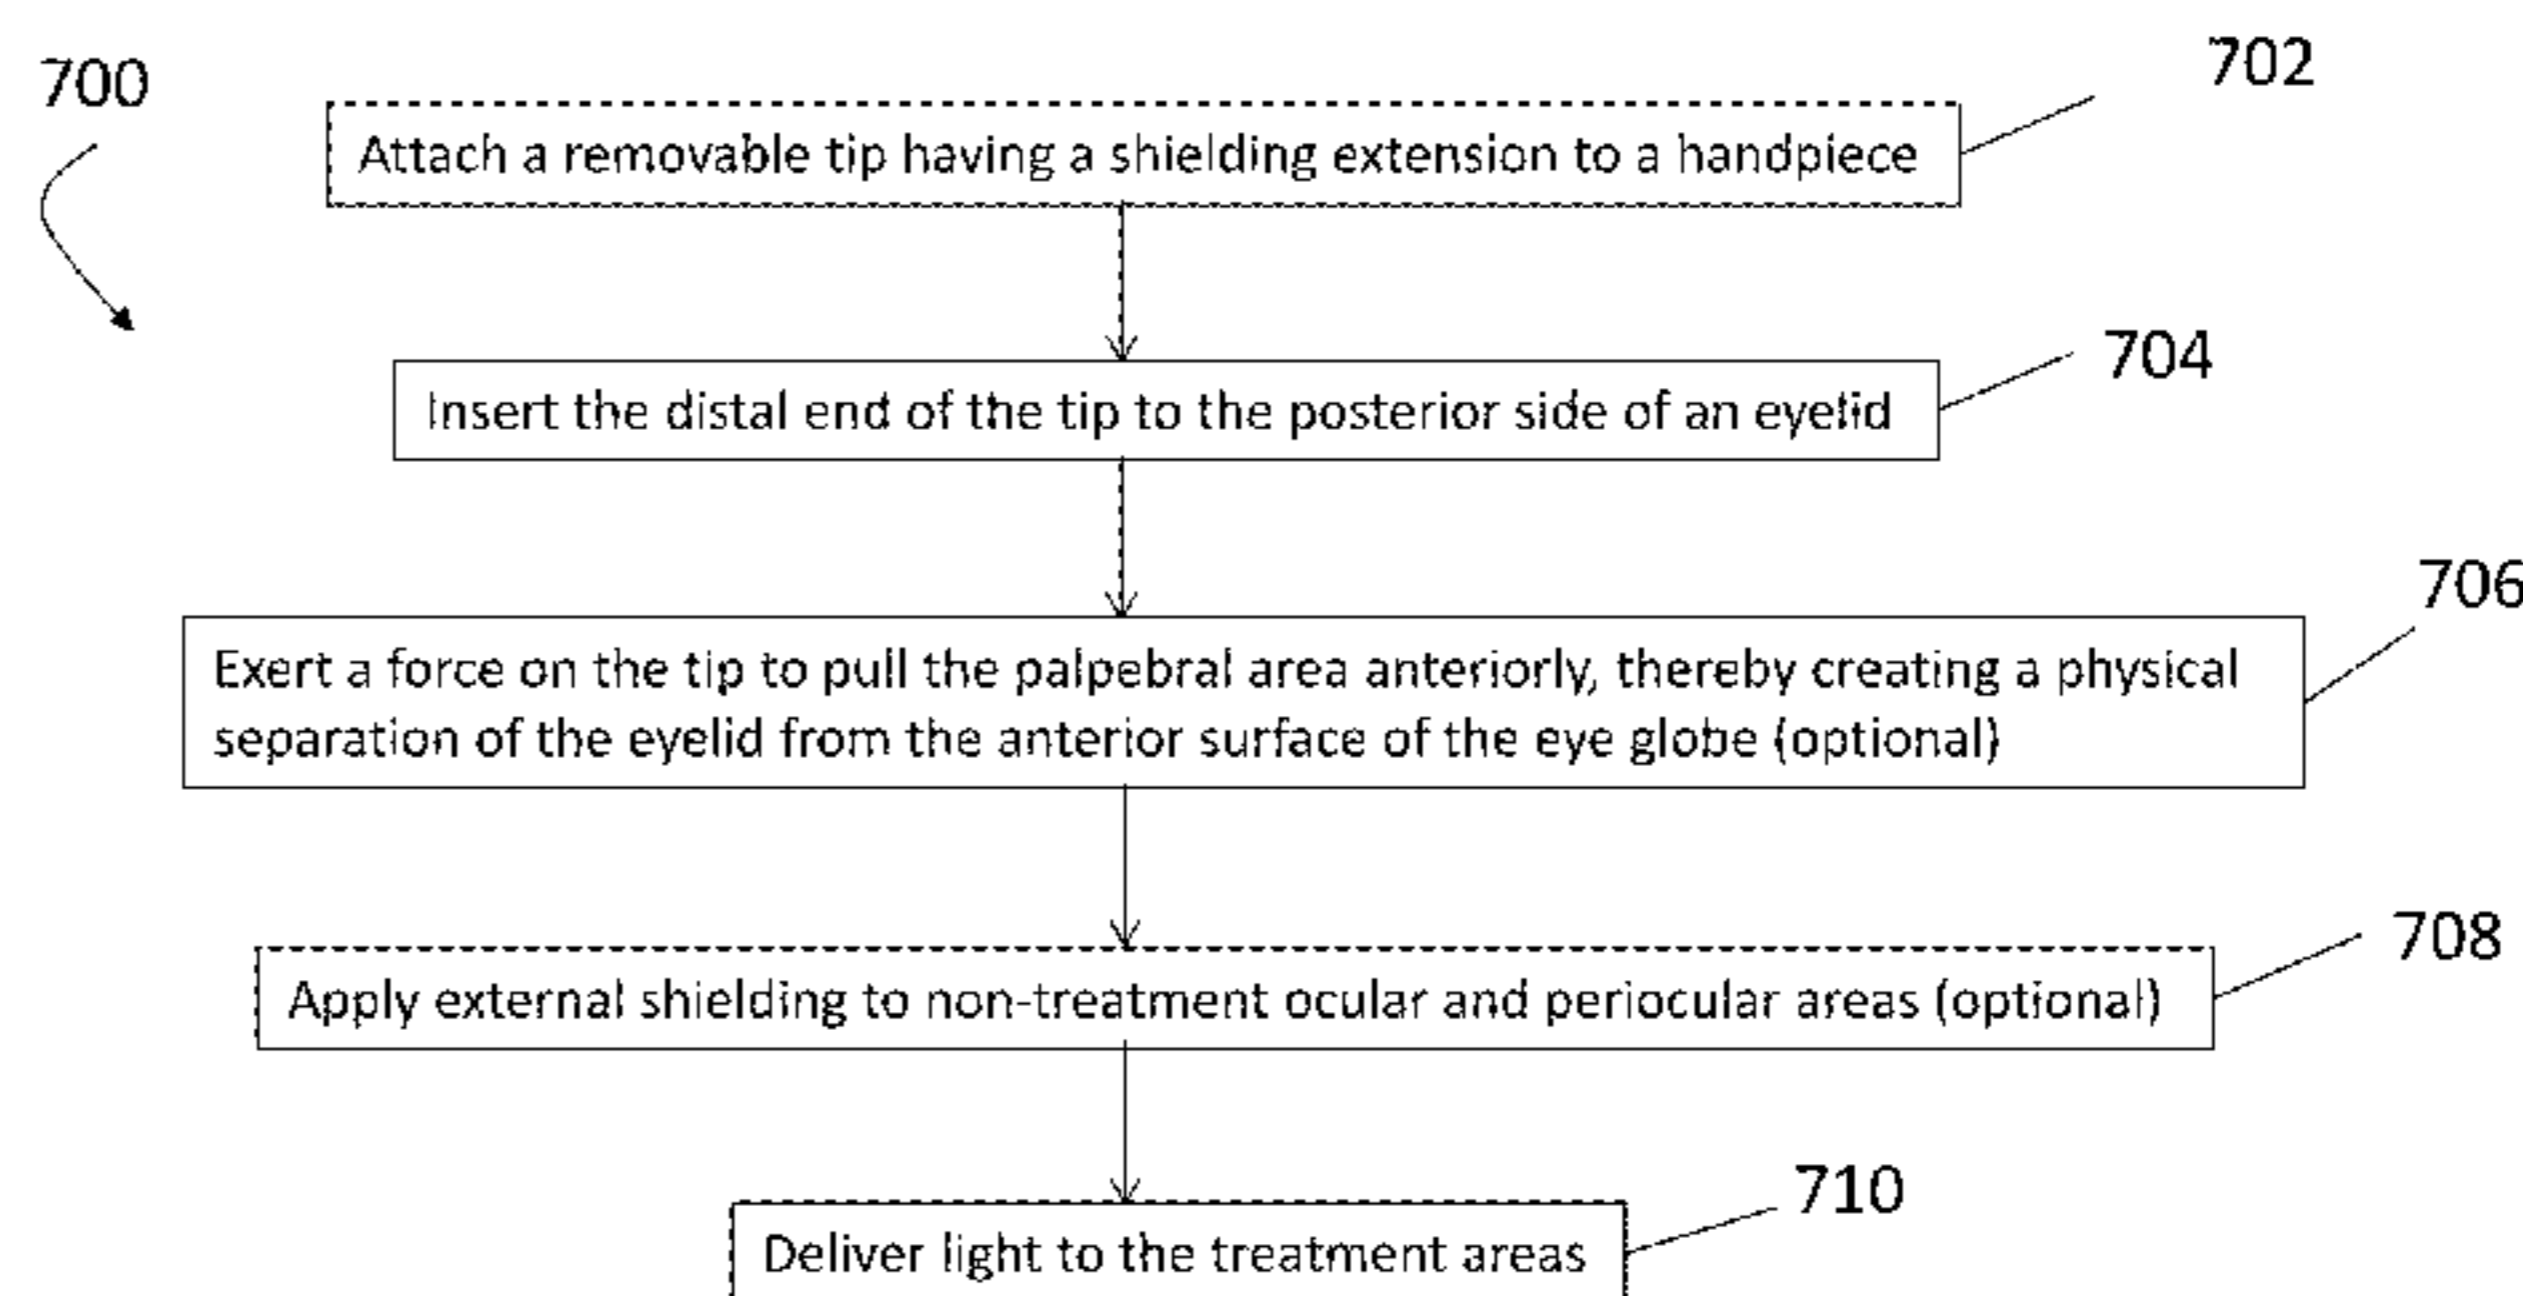 700
702
Attach a removable tip having a shielding extension to a handpiece
704
Insert the distal end of the tip to the posterior side of an eyelid
706
Exert a force on the tip to pull the palpebral area anteriorly, thereby creating a physical
separation of the eyelid from the anterior surface of the eye globe (optional)
708
Apply external shielding to non-treatment ocular and periocular areas (optional)
710
Deliver light to the treatment areas